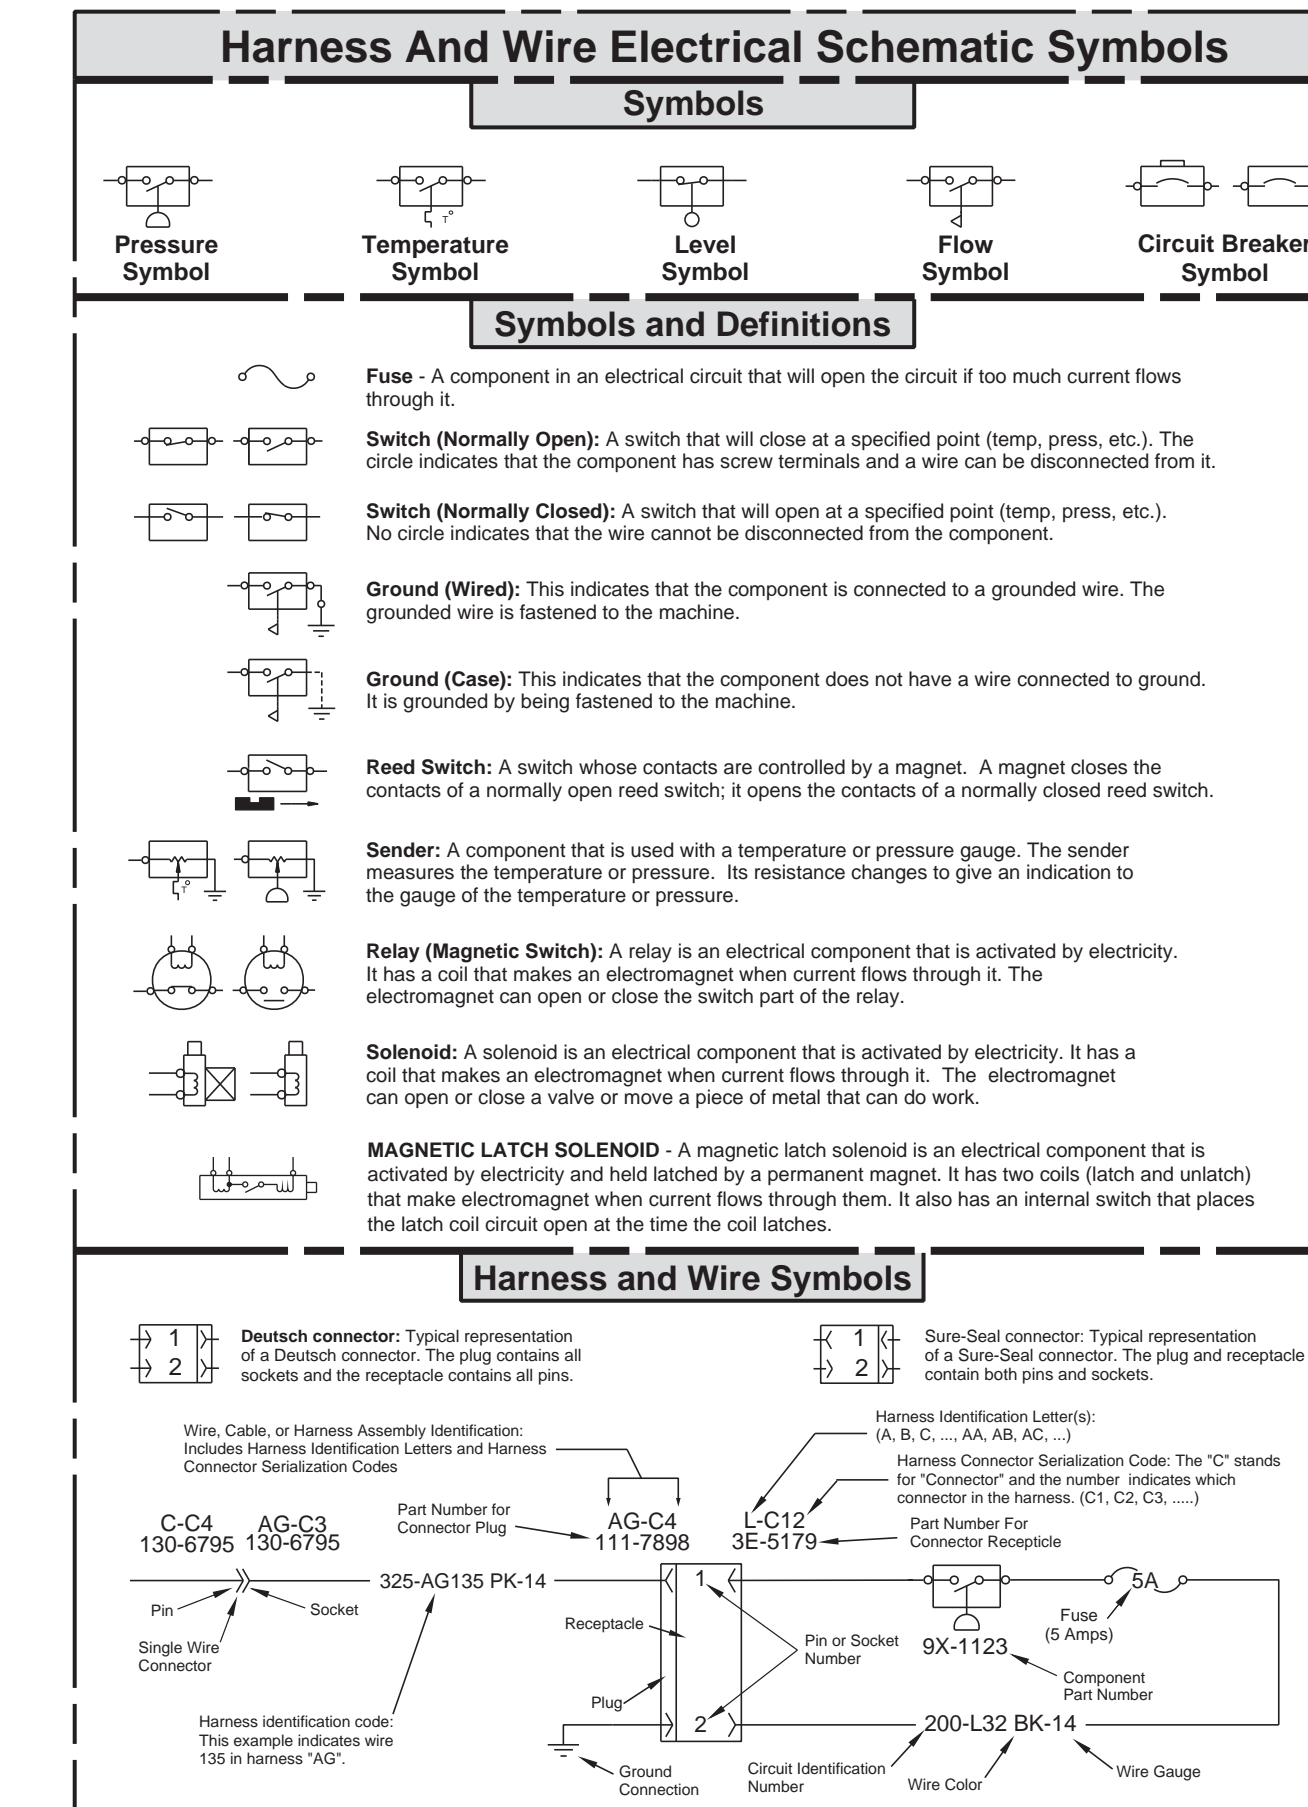 Harness And Wire Electrical Schematic Symbols
Symbols
Pressure
Symbol
T°
Temperature
Symbol
Level
Symbol
Flow
Symbol
Circuit Breaker
Symbol
Symbols and Definitions
Fuse - A component in an electrical circuit that will open the circuit if too much current flows
through it.
Switch (Normally Open): A switch that will close at a specified point (temp, press, etc.). The
circle indicates that the component has screw terminals and a wire can be disconnected from it.
Switch (Normally Closed): A switch that will open at a specified point (temp, press, etc.).
No circle indicates that the wire cannot be disconnected from the component.
Ground (Wired): This indicates that the component is connected to a grounded wire. The
grounded wire is fastened to the machine.
Ground (Case): This indicates that the component does not have a wire connected to ground.
It is grounded by being fastened to the machine.
Reed Switch: A switch whose contacts are controlled by a magnet. A magnet closes the
contacts of a normally open reed switch; it opens the contacts of a normally closed reed switch.
T°
Sender: A component that is used with a temperature or pressure gauge. The sender
measures the temperature or pressure. Its resistance changes to give an indication to
the gauge of the temperature or pressure.
Relay (Magnetic Switch): A relay is an electrical component that is activated by electricity.
It has a coil that makes an electromagnet when current flows through it. The
electromagnet can open or close the switch part of the relay.
Solenoid: A solenoid is an electrical component that is activated by electricity. It has a
coil that makes an electromagnet when current flows through it. The electromagnet
can open or close a valve or move a piece of metal that can do work.
MAGNETIC LATCH SOLENOID - A magnetic latch solenoid is an electrical component that is
activated by electricity and held latched by a permanent magnet. It has two coils (latch and unlatch)
that make electromagnet when current flows through them. It also has an internal switch that places
the latch coil circuit open at the time the coil latches.
Harness and Wire Symbols
1
2
Deutsch connector: Typical representation
of a Deutsch connector. The plug contains all
sockets and the receptacle contains all pins.
1
2
Sure-Seal connector: Typical representation
of a Sure-Seal connector. The plug and receptacle
contain both pins and sockets.
Wire, Cable, or Harness Assembly Identification:
Includes Harness Identification Letters and Harness
Connector Serialization Codes
Harness Identification Letter(s):
(A, B, C, ..., AA, AB, AC, ...)
Harness Connector Serialization Code: The "C" stands
for "Connector" and the number indicates which
connector in the harness. (C1, C2, C3, .....)
Part Number for
Connector Plug
C-C4
130-6795
AG-C3
130-6795
AG-C4
111-7898
L-C12
3E-5179
Part Number For
Connector Recepticle
325-AG135 PK-14
1
5A
Pin
Socket
Single Wire
Connector
Receptacle
Pin or Socket
Number
Fuse
(5 Amps)
9X-1123
Component
Part Number
Plug
2
200-L32 BK-14
Harness identification code:
This example indicates wire
135 in harness "AG".
Ground
Connection
Circuit Identification
Number
Wire Color
Wire Gauge